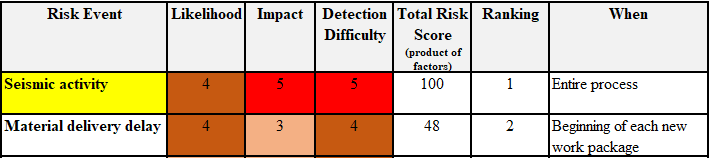 Risk Event Likelihood Impact Detection Difficulty Total Risk Score (product of factors) Ranking When
Seismic activity 4 5 5 100 1 Entire process
Material delivery delay 4 3 4 48 2 Beginning of each new work package